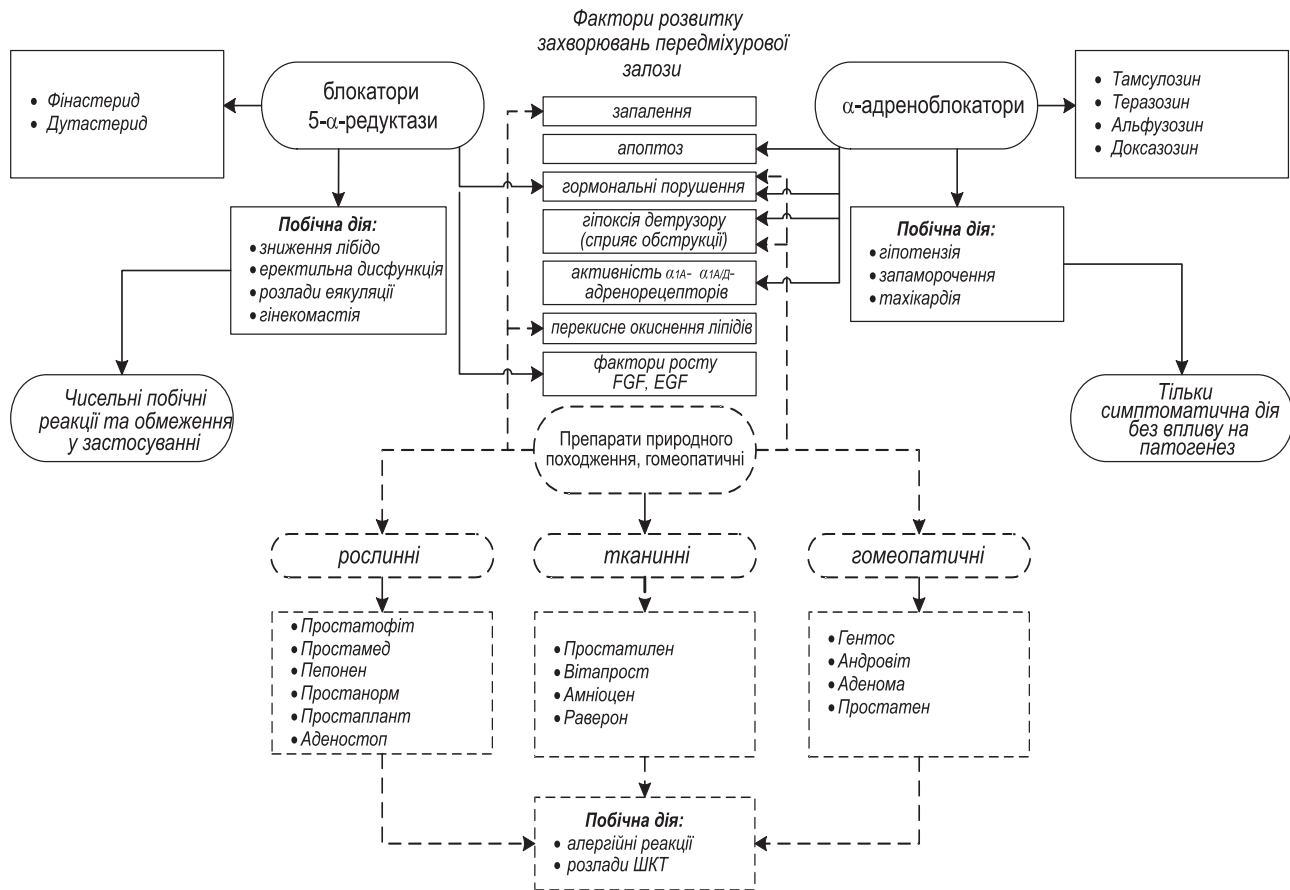 Фактори розвитку
захворювань передміхурової
залози
• Фінастерид
• Дутастерид
блокатори
5-α-редуктази
α-адреноблокатори
• Тамсулозин
• Теразозин
• Альфузозин
• Доксазозин
запалення
апоптоз
гормональні порушення
гіпоксія детрузору
(сприяє обструкції)
активність α1А- α1А/Д-
адренорецепторів
перекисне окиснення ліпідів
фактори росту
FGF, EGF
Побічна дія:
• зниження лібідо
• еректильна дисфункція
• розлади еякуляції
• гінекомастія
Побічна дія:
• гіпотензія
• запаморочення
• тахікардія
Чисельні побічні
реакції та обмеження
у застосуванні
Тільки
симптоматична дія
без впливу на
патогенез
Препарати природного
походження, гомеопатичні
рослинні
тканинні
гомеопатичні
• Простатофіт
• Простамед
• Пепонен
• Простанорм
• Простаплант
• Аденостоп
• Простатилен
• Вітапрост
• Амніоцен
• Раверон
• Гентос
• Андровіт
• Аденома
• Простатен
Побічна дія:
• алергійні реакції
• розлади ШКТ